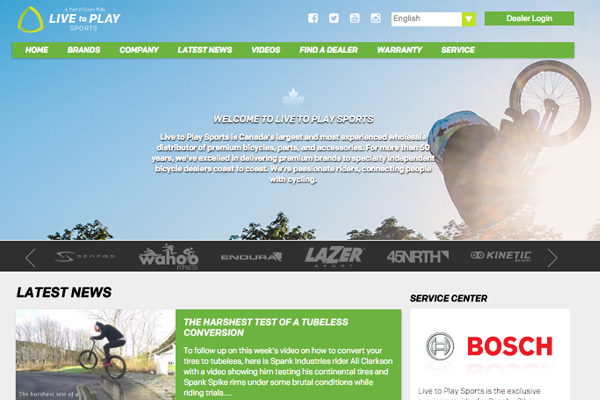 A Part of Every Ride
LIVE to PLAY
SPORTS
English
Dealer Login
HOME BRANDS COMPANY LATEST NEWS VIDEOS FIND A DEALER WARRANTY SERVICE
WELCOME TO LIVE TO PLAY SPORTS
Live to Play Sports is Canada's largest and most experienced wholesale
distributor of premium bicycles, parts, and accessories. For more than 50
years, we've excelled in delivering premium brands to specialty independent
bicycle dealers coast to coast. We're passionate riders, connecting people
with cycling.
SERFAS wahoo FITNESS ENDURA LAZER SPORT 45NRTH KINETIC
LATEST NEWS
SERVICE CENTER
THE HARSHEST TEST OF A TUBELESS
CONVERSION
To follow up on this week's video on how to convert your
tires to tubeless, here is Spank Industries rider Ali Clarkson
with a video showing him testing his continental tires and
Spank Spike rims under some brutal conditions while
riding trials....
The harshest test of a
BOSCH
Live to Play Sports is the exclusive